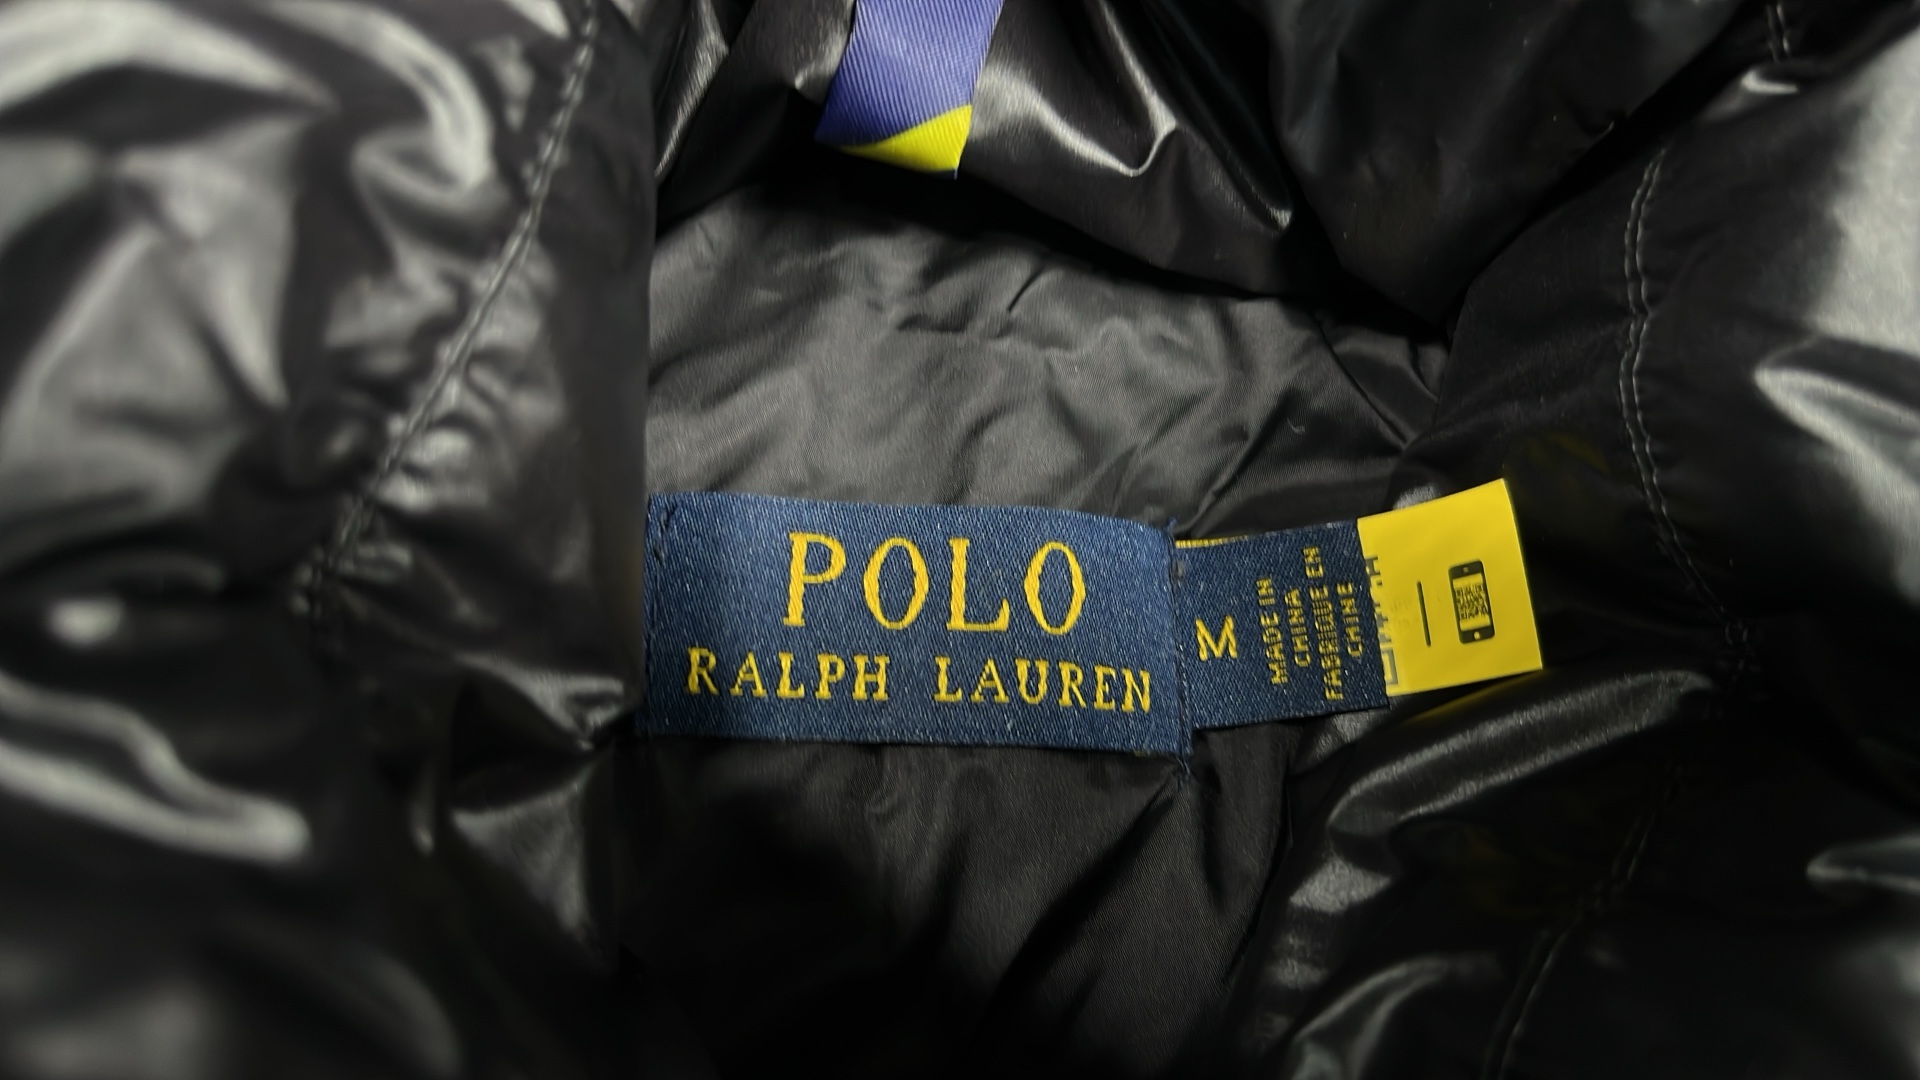 POLO
RALPH LAUREN
M
MADE IN
CHINA
FABRIQUE EN
CHINE